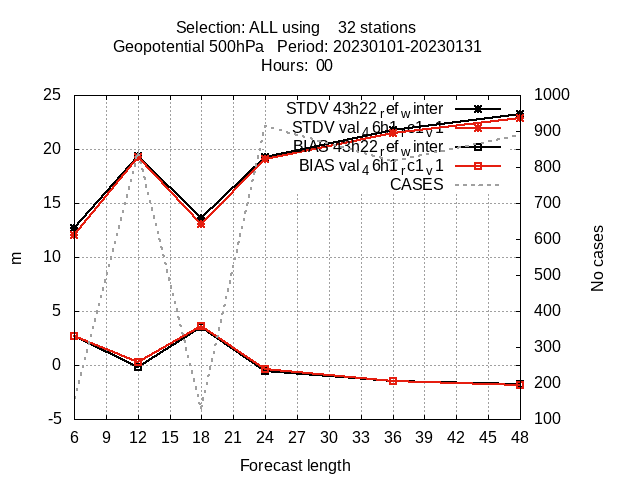 Selection: ALL using 32 stations
Geopotential 500hPa Period: 20230101-20230131
Hours: 00
25 1000
STDV 43h22_ref_winter
STDV val_46h1_rc1_v1 900
20 BIAS 43h22_ref_winter
BIAS val_46h1_rc1_v1 800
CASES
15 700
600
m 10 No cases
500
5 400
300
0
200
-5 100
6 9 12 15 18 21 24 27 30 33 36 39 42 45 48
Forecast length